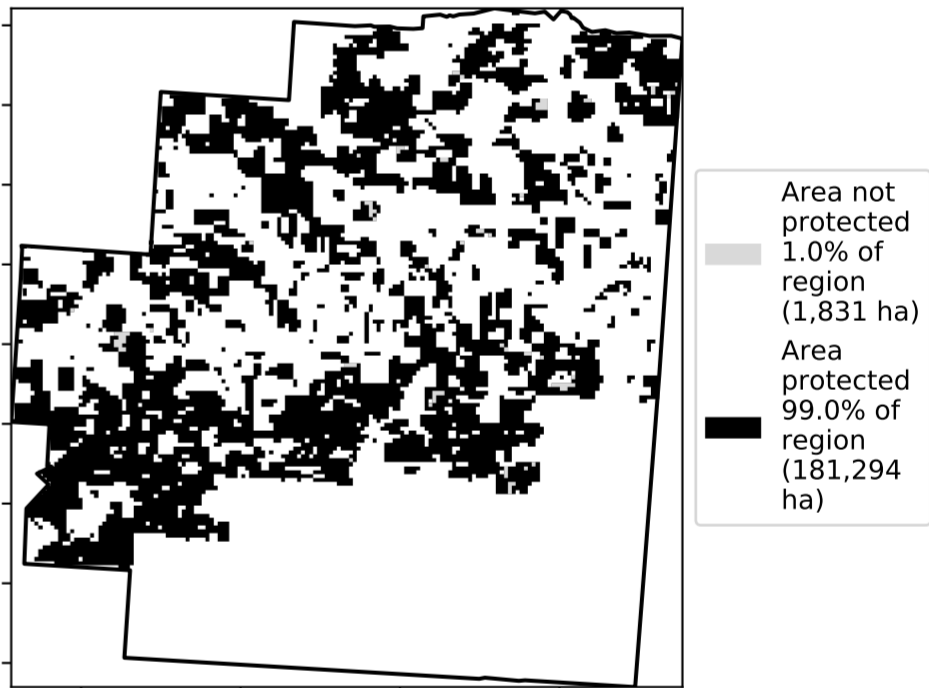 Area not
protected
1.0% of
region
(1,831 ha)
Area
protected
99.0% of
region
(181,294
ha)